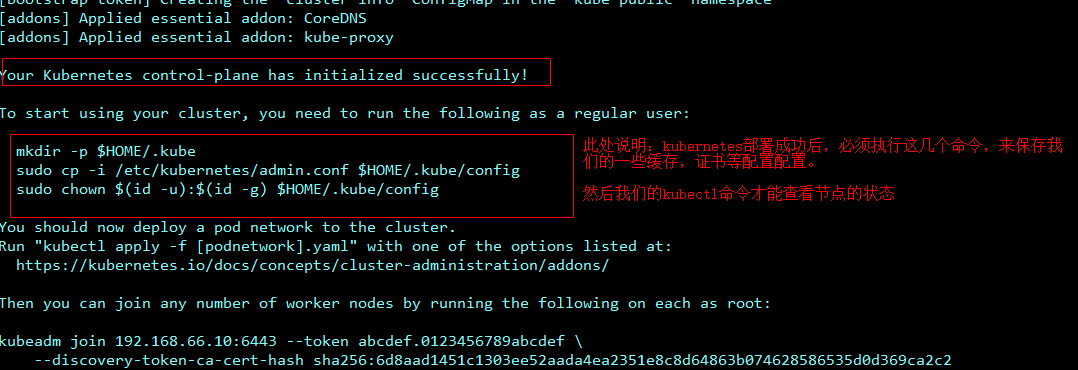 [bootstrap-token] Creating the "cluster-info" ConfigMap in the "kube-public" namespace
[addons] Applied essential addon: CoreDNS
[addons] Applied essential addon: kube-proxy
Your Kubernetes control-plane has initialized successfully!
To start using your cluster, you need to run the following as a regular user:
mkdir -p $HOME/.kube
sudo cp -i /etc/kubernetes/admin.conf $HOME/.kube/config
sudo chown $(id -u):$(id -g) $HOME/.kube/config
此处说明：kubernetes部署成功后，必须执行这几个命令，来保存我
们的一些缓存，证书等配置配置。
然后我们的kubectl命令才能查看节点的状态
You should now deploy a pod network to the cluster.
Run "kubectl apply -f [podnetwork].yaml" with one of the options listed at:
https://kubernetes.io/docs/concepts/cluster-administration/addons/
Then you can join any number of worker nodes by running the following on each as root:
kubeadm join 192.168.66.10:6443 --token abcdef.0123456789abcdef \
--discovery-token-ca-cert-hash sha256:6d8aad1451c1303ee52aada4ea2351e8c8d64863b074628586535d0d369ca2c2